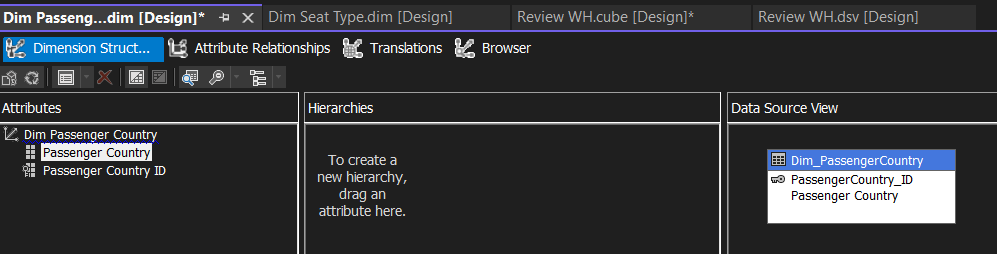 Dim Passeng...dim [Design]*
Dim Seat Type.dim [Design]
Review WH.cube [Design]*
Review WH.dsv [Design]
Dimension Struct...
Attribute Relationships
Translations
Browser
Attributes
Dim Passenger Country
Passenger Country
Passenger Country ID
Hierarchies
To create a
new hierarchy,
drag an
attribute here.
Data Source View
Dim_PassengerCountry
PassengerCountry_ID
Passenger Country